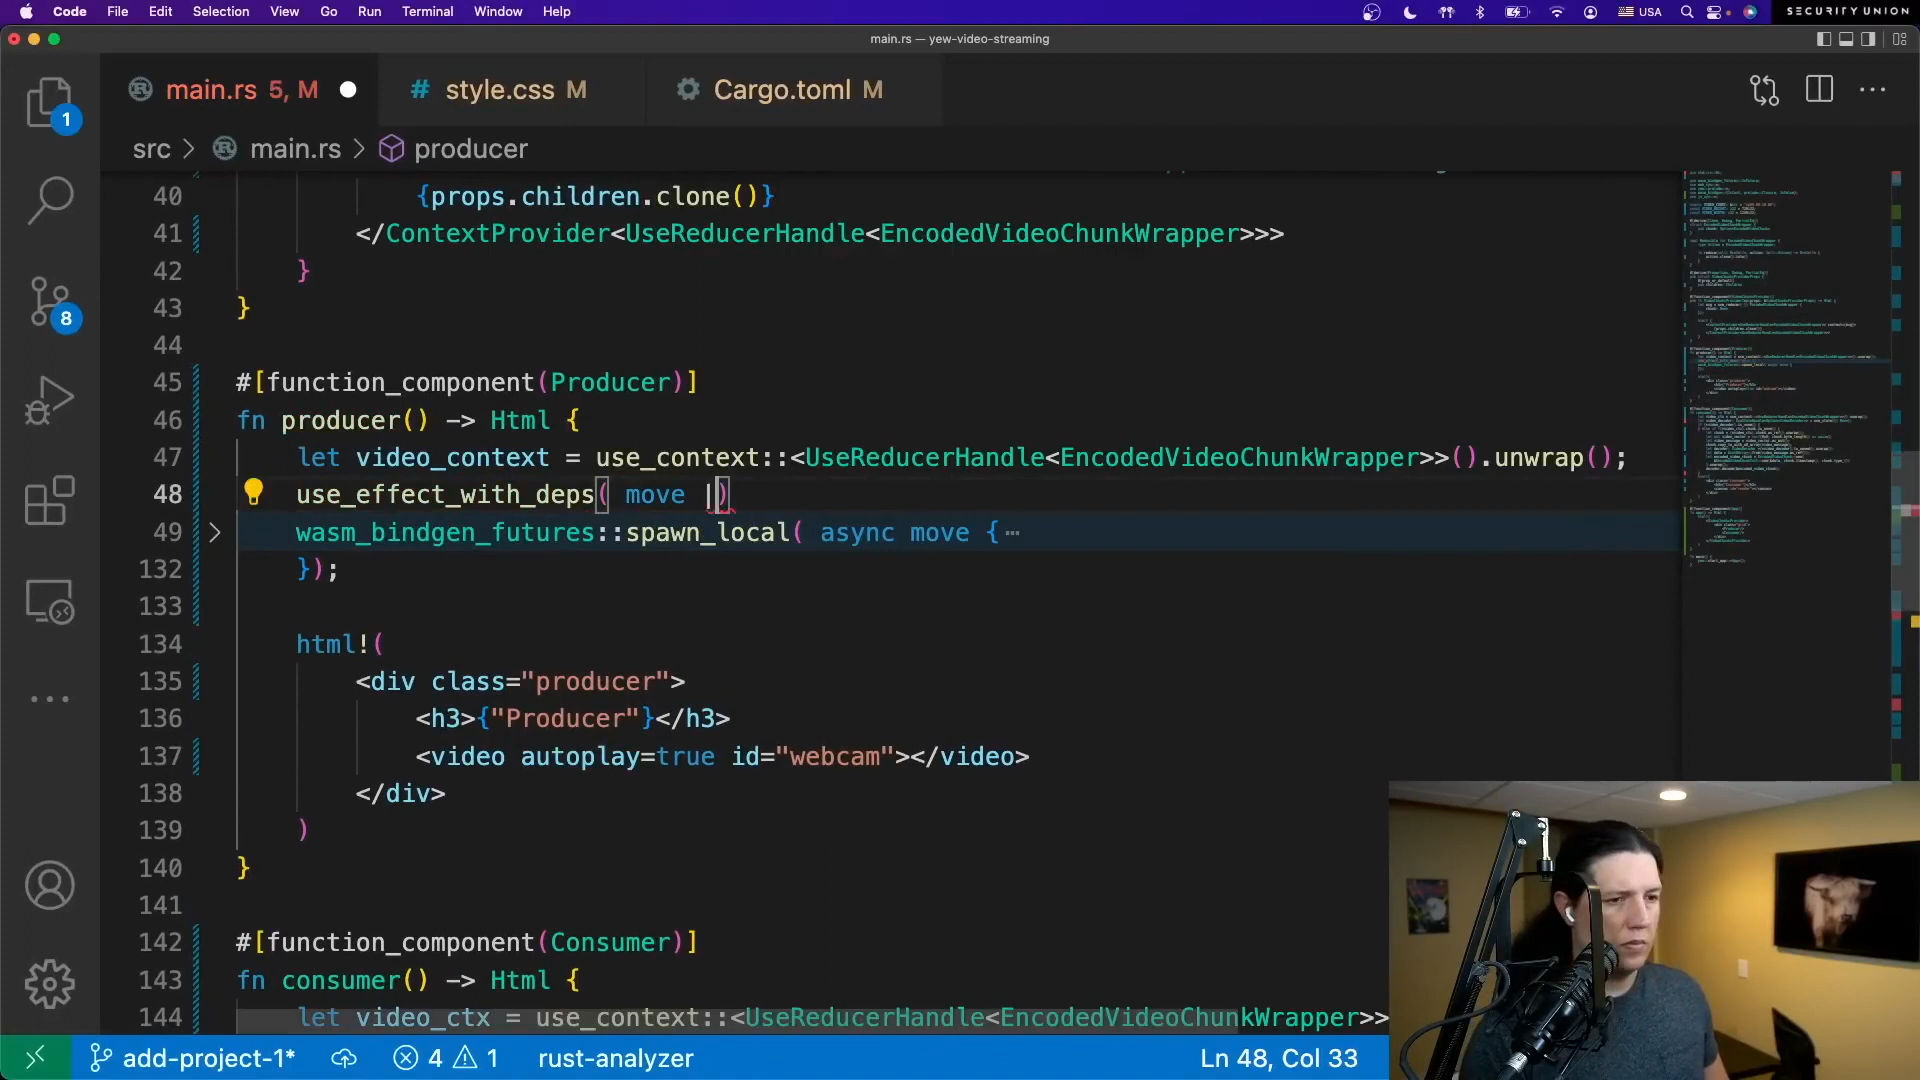 Code File Edit Selection View Go Run Terminal Window Help USA SECURITY UNION
main.rs — yew-video-streaming
main.rs 5, M # style.css M Cargo.toml M
1
src > main.rs > producer
40 {props.children.clone()}
41 </ContextProvider<UseReducerHandle<EncodedVideoChunkWrapper>>>
42 }
43 }
44
8
45 #[function_component(Producer)]
46 fn producer() -> Html {
47 let video_context = use_context::<UseReducerHandle<EncodedVideoChunkWrapper>>().unwrap();
48 use_effect_with_deps( move |)
49 wasm_bindgen_futures::spawn_local( async move {⋯
132 });
133
134 html!(
135 <div class="producer">
136 <h3>{"Producer"}</h3>
137 <video autoplay=true id="webcam"></video>
138 </div>
139 )
140 }
141
142 #[function_component(Consumer)]
143 fn consumer() -> Html {
144 let video_ctx = use_context::<UseReducerHandle<EncodedVideoChunkWrapper>>
add-project-1* 4 1 rust-analyzer Ln 48, Col 33